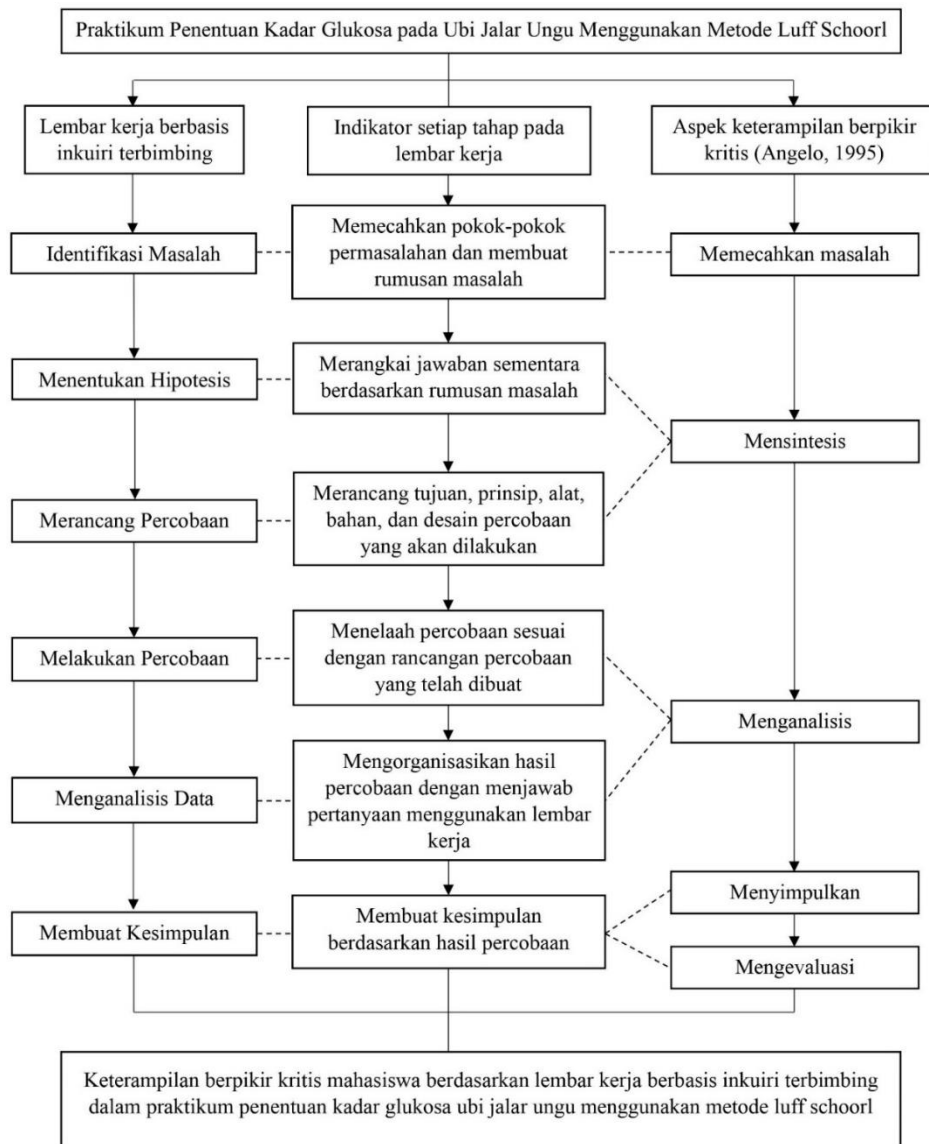 Praktikum Penentuan Kadar Glukosa pada Ubi Jalar Ungu Menggunakan Metode Luff Schoorl
Lembar kerja berbasis
inkuiri terbimbing
Indikator setiap tahap pada
lembar kerja
Aspek keterampilan berpikir
kritis (Angelo, 1995)
Identifikasi Masalah
Memecahkan pokok-pokok
permasalahan dan membuat
rumusan masalah
Memecahkan masalah
Menentukan Hipotesis
Merangkai jawaban sementara
berdasarkan rumusan masalah
Mensintesis
Merancang Percobaan
Merancang tujuan, prinsip, alat,
bahan, dan desain percobaan
yang akan dilakukan
Melakukan Percobaan
Menelaah percobaan sesuai
dengan rancangan percobaan
yang telah dibuat
Menganalisis
Menganalisis Data
Mengorganisasikan hasil
percobaan dengan menjawab
pertanyaan menggunakan lembar
kerja
Membuat Kesimpulan
Membuat kesimpulan
berdasarkan hasil percobaan
Menyimpulkan
Mengevaluasi
Keterampilan berpikir kritis mahasiswa berdasarkan lembar kerja berbasis inkuiri terbimbing
dalam praktikum penentuan kadar glukosa ubi jalar ungu menggunakan metode luff schoorl